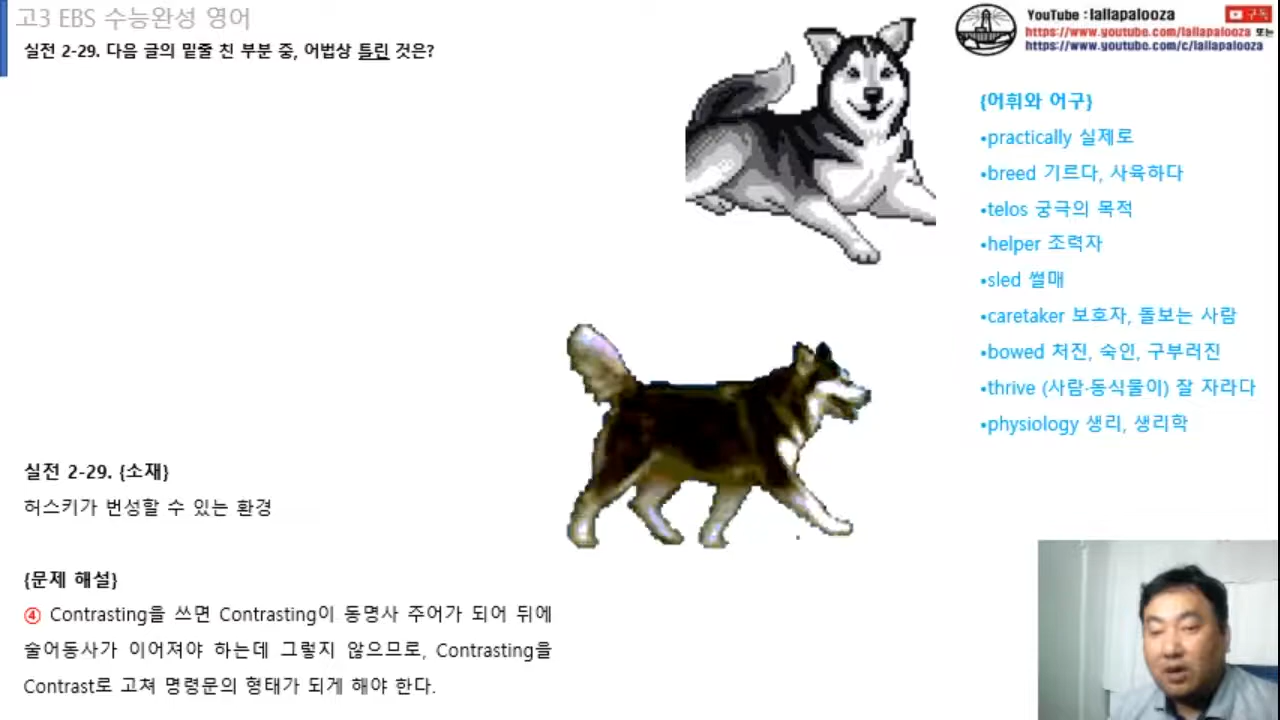 고3 EBS 수능완성 영어
실전 2-29. 다음 글의 밑줄 친 부분 중, 어법상 틀린 것은?
YouTube : lallapalooza
구독
https://www.youtube.com/lallapalooza 또는
https://www.youtube.com/c/lallapalooza
{어휘와 어구}
•practically 실제로
•breed 기르다, 사육하다
•telos 궁극의 목적
•helper 조력자
•sled 썰매
•caretaker 보호자, 돌보는 사람
•bowed 처진, 숙인, 구부러진
•thrive (사람·동식물이) 잘 자라다
•physiology 생리, 생리학
실전 2-29. {소재}
허스키가 번성할 수 있는 환경
{문제 해설}
④ Contrasting을 쓰면 Contrasting이 동명사 주어가 되어 뒤에
술어동사가 이어져야 하는데 그렇지 않으므로, Contrasting을
Contrast로 고쳐 명령문의 형태가 되게 해야 한다.